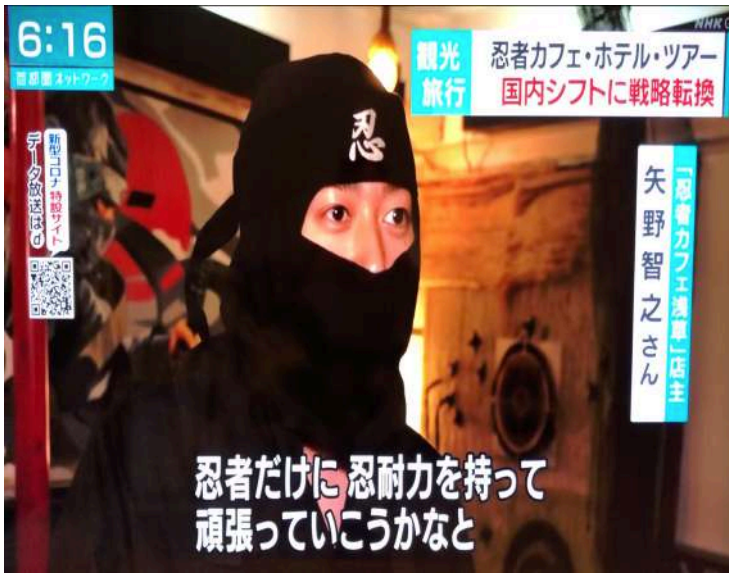 6:16
首都圏ネットワーク
NHK G
観光
旅行
忍者カフェ・ホテル・ツアー
国内シフトに戦略転換
新型コロナ 特設サイト
データ放送はd
忍
「忍者カフェ浅草」店主
矢野智之さん
忍者だけに 忍耐力を持って
頑張っていこうかなと